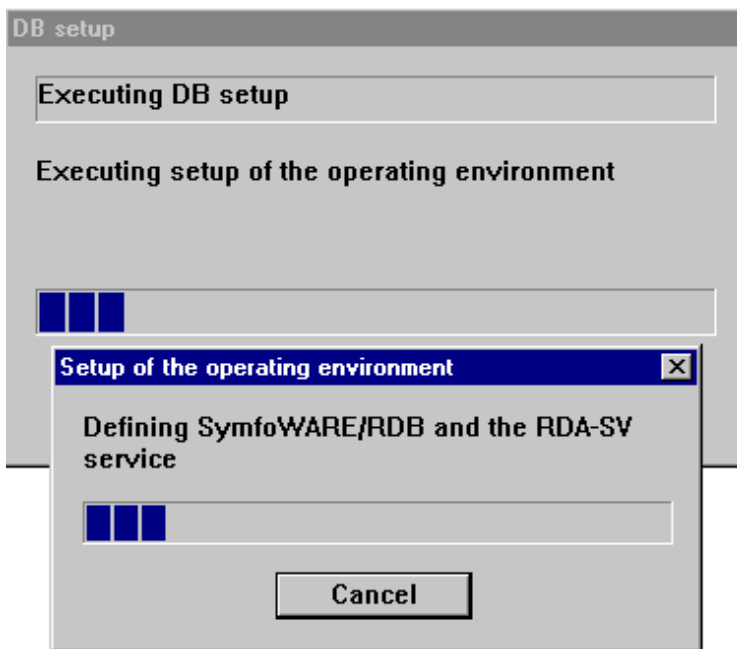 DB setup
Executing DB setup
Executing setup of the operating environment
Setup of the operating environment
Defining SymfoWARE/RDB and the RDA-SV
service
Cancel